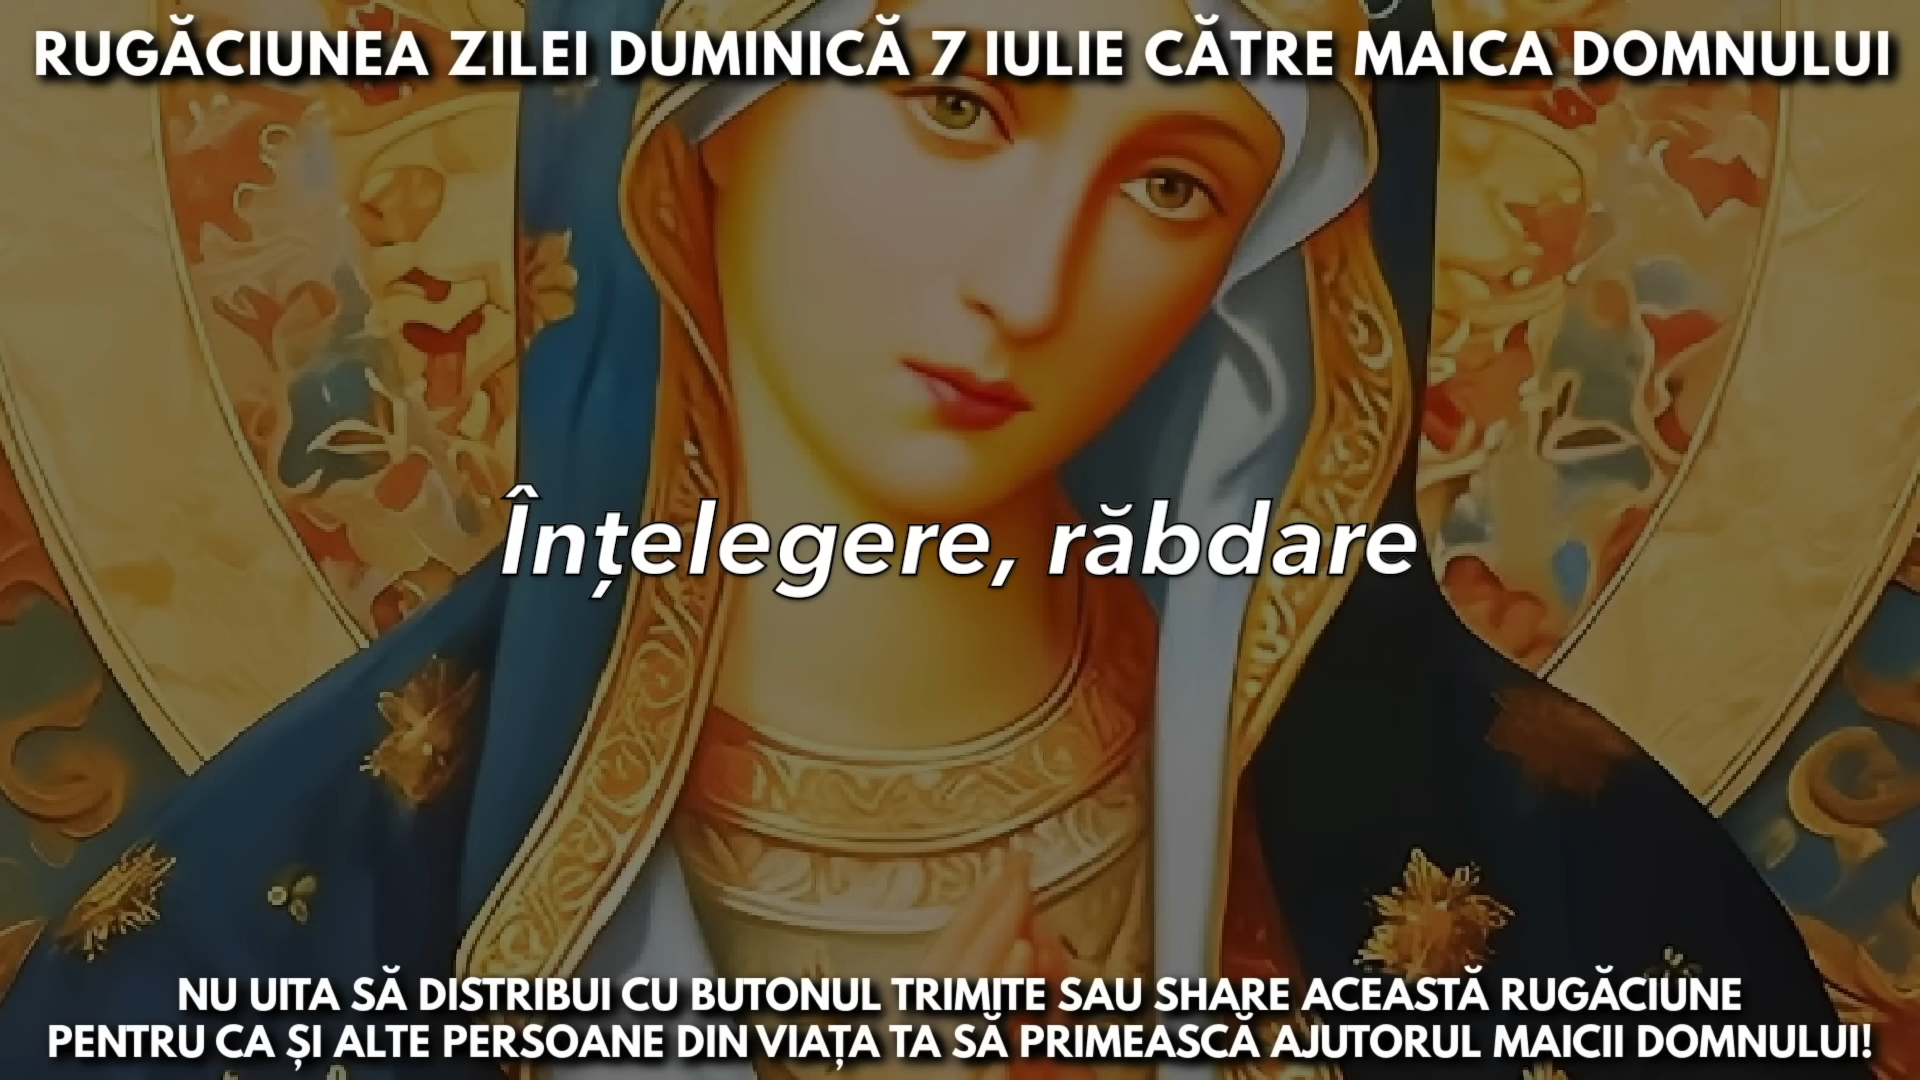 RUGĂCIUNEA ZILEI DUMINICĂ 7 IULIE CĂTRE MAICA DOMNULUI
Înțelegere, răbdare
NU UITA SĂ DISTRIBUI CU BUTONUL TRIMITE SAU SHARE ACEASTĂ RUGĂCIUNE
PENTRU CA ȘI ALTE PERSOANE DIN VIAȚA TA SĂ PRIMEASCĂ AJUTORUL MAICII DOMNULUI!